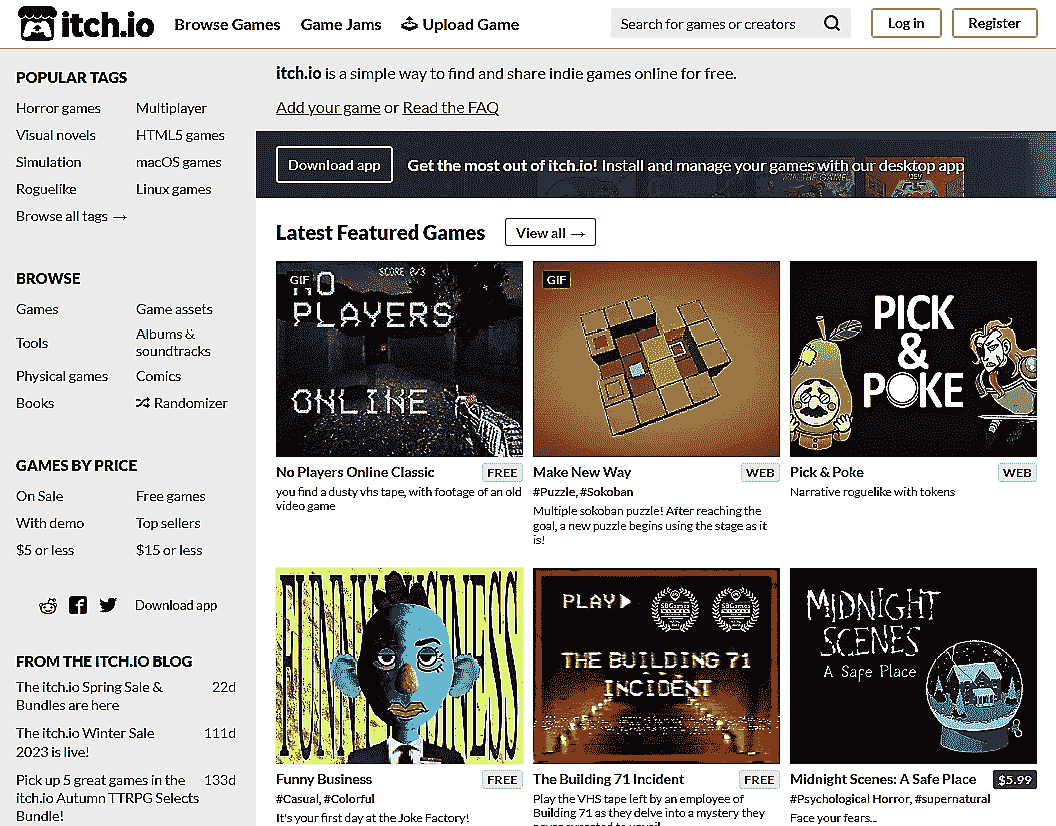 itch.io
Browse Games
Game Jams
Upload Game
Search for games or creators
Log in
Register
POPULAR TAGS
Horror games
Multiplayer
Visual novels
HTML5 games
Simulation
macOS games
Roguelike
Linux games
Browse all tags →
BROWSE
Games
Game assets
Tools
Albums &
soundtracks
Physical games
Comics
Books
Randomizer
GAMES BY PRICE
On Sale
Free games
With demo
Top sellers
$5 or less
$15 or less
Download app
FROM THE ITCH.IO BLOG
The itch.io Spring Sale &
Bundles are here
22d
The itch.io Winter Sale
2023 is live!
111d
Pick up 5 great games in the
itch.io Autumn TTRPG Selects
Bundle!
133d
itch.io is a simple way to find and share indie games online for free.
Add your game or Read the FAQ
Download app
Get the most out of itch.io! Install and manage your games with our desktop app
Latest Featured Games
View all →
GIF
SCORE 0/3
NO
PLAYERS
ONLINE
No Players Online Classic
FREE
you find a dusty vhs tape, with footage of an old
video game
GIF
Make New Way
WEB
#Puzzle, #Sokoban
Multiple sokoban puzzle! After reaching the
goal, a new puzzle begins using the stage as it
is!
PICK
&
POKE
Pick & Poke
WEB
Narrative roguelike with tokens
FUNNY BUSINESS
Funny Business
FREE
#Casual, #Colorful
It's your first day at the Joke Factory!
PLAY
SBGames
SBGames
THE BUILDING 71
INCIDENT
The Building 71 Incident
FREE
Play the VHS tape left by an employee of
Building 71 as they delve into a mystery they
MIDNIGHT
SCENES
A Safe Place
Midnight Scenes: A Safe Place
$5.99
#Psychological Horror, #supernatural
Face your fears...